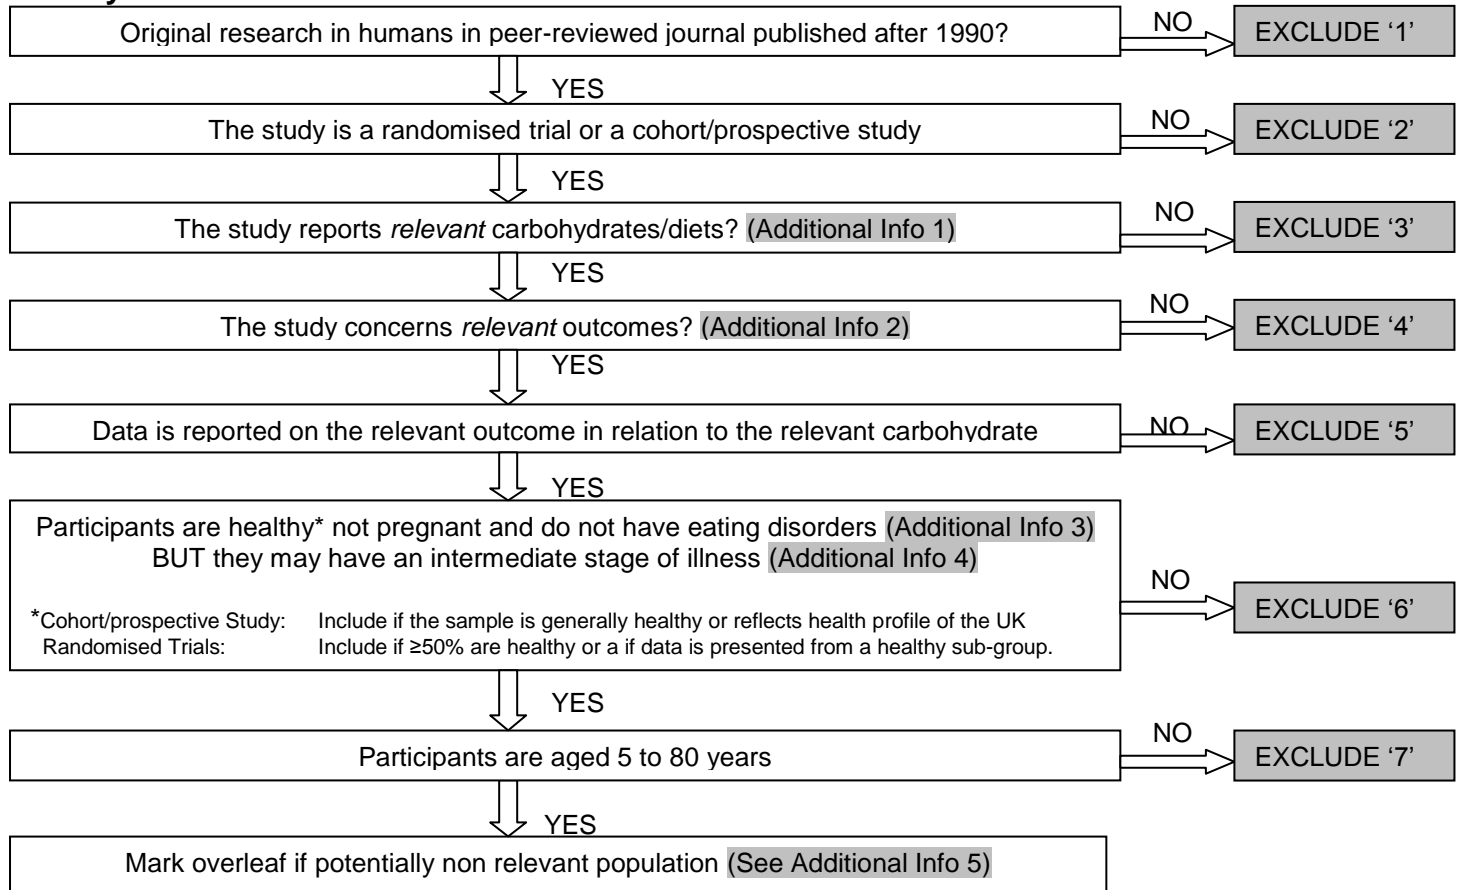 Original research in humans in peer-reviewed journal published after 1990?
NO
EXCLUDE ‘1’
YES
The study is a randomised trial or a cohort/prospective study
NO
EXCLUDE ‘2’
YES
The study reports relevant carbohydrates/diets? (Additional Info 1)
NO
EXCLUDE ‘3’
YES
The study concerns relevant outcomes? (Additional Info 2)
NO
EXCLUDE ‘4’
YES
Data is reported on the relevant outcome in relation to the relevant carbohydrate
NO
EXCLUDE ‘5’
YES
Participants are healthy* not pregnant and do not have eating disorders (Additional Info 3)
BUT they may have an intermediate stage of illness (Additional Info 4)
*Cohort/prospective Study: Include if the sample is generally healthy or reflects health profile of the UK
Randomised Trials: Include if ≥50% are healthy or a if data is presented from a healthy sub-group.
NO
EXCLUDE ‘6’
YES
Participants are aged 5 to 80 years
NO
EXCLUDE ‘7’
YES
Mark overleaf if potentially non relevant population (See Additional Info 5)